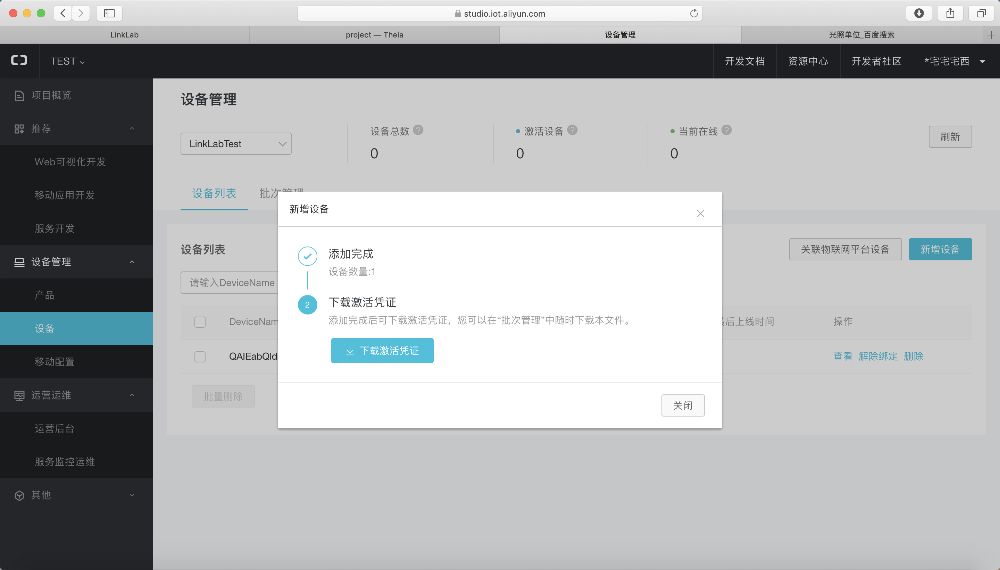 studio.iot.aliyun.com
LinkLab
project — Theia
设备管理
光照单位_百度搜索
TEST
开发文档
资源中心
开发者社区
*宅宅宅西
项目概览
推荐
Web可视化开发
移动应用开发
服务开发
设备管理
产品
设备
移动配置
运营运维
运营后台
服务监控运维
其他
设备管理
LinkLabTest
设备总数 ?
0
激活设备 ?
0
当前在线 ?
0
刷新
设备列表
批次管理
设备列表
关联物联网平台设备
新增设备
请输入DeviceName
DeviceNam
最后上线时间
操作
QAIEabQld
查看 解除绑定 删除
批量删除
新增设备
添加完成
设备数量:1
2
下载激活凭证
添加完成后可下载激活凭证，您可以在“批次管理”中随时下载本文件。
下载激活凭证
关闭